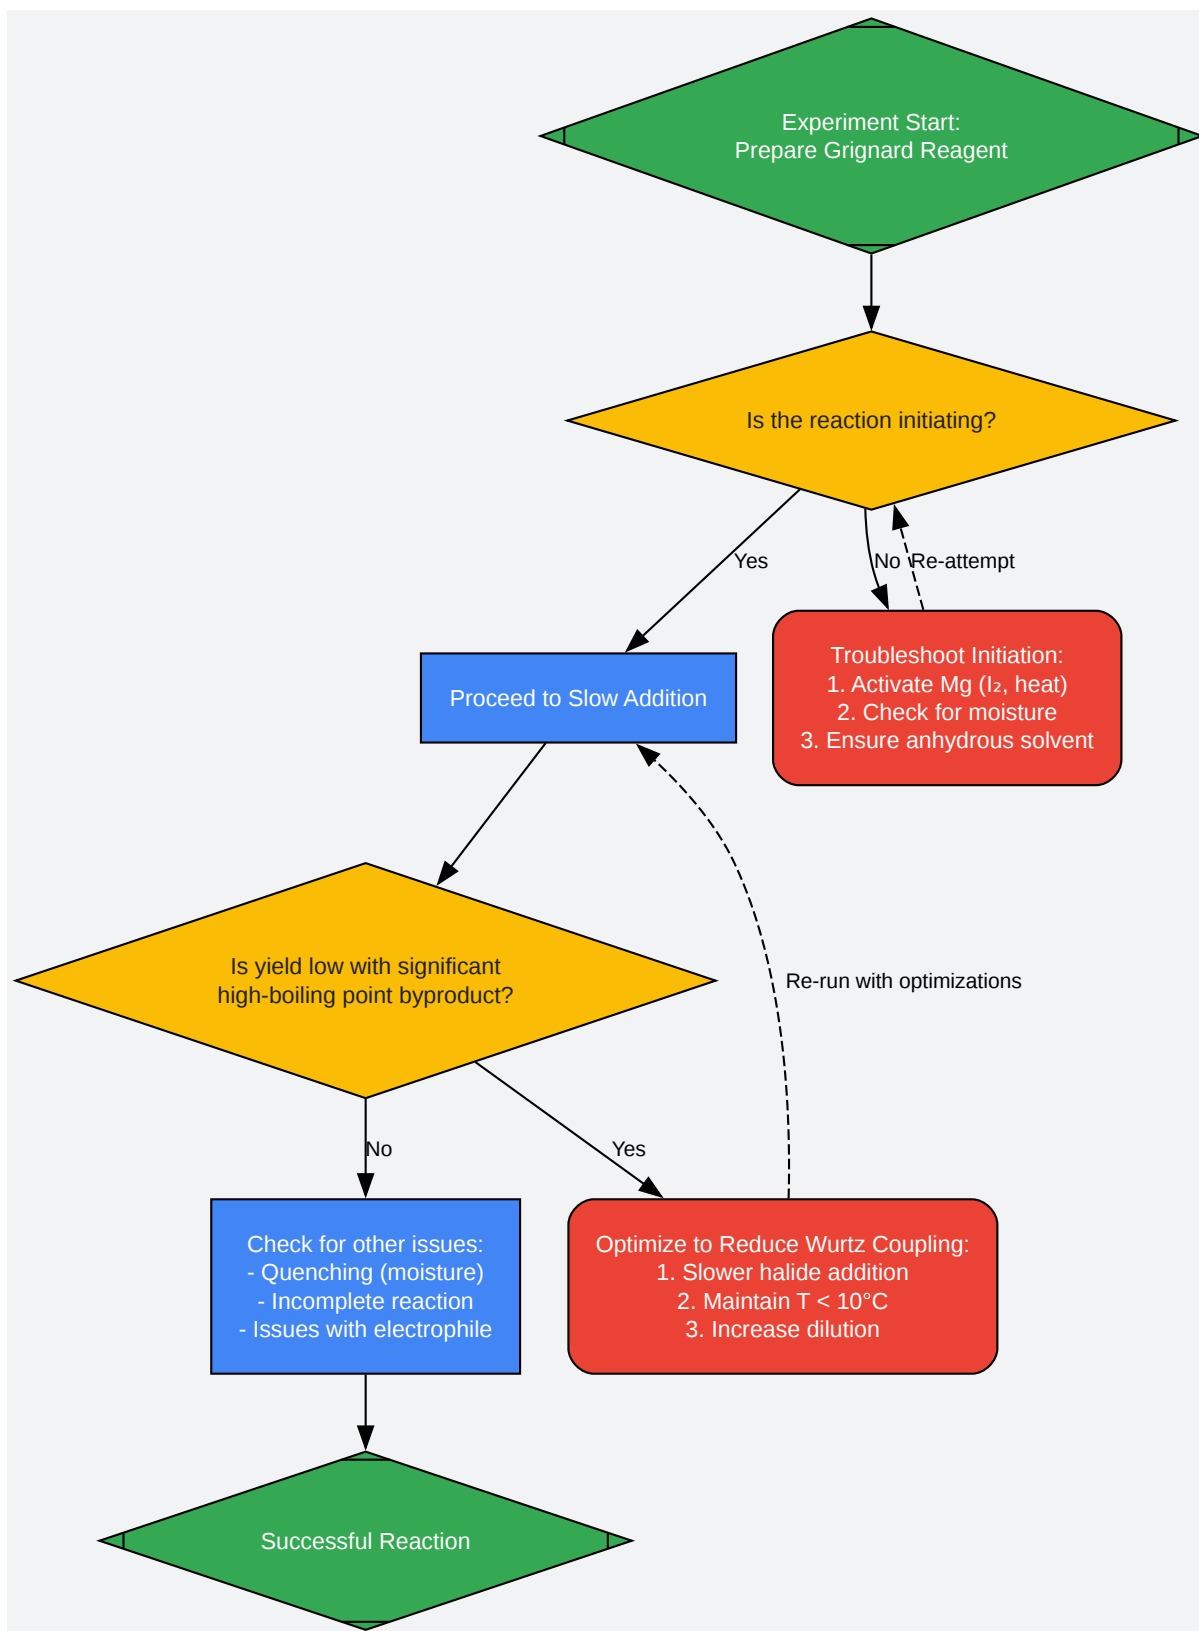 Experiment Start:
Prepare Grignard Reagent
Is the reaction initiating?
Yes
No
Re-attempt
Troubleshoot Initiation:
1. Activate Mg (I₂, heat)
2. Check for moisture
3. Ensure anhydrous solvent
Proceed to Slow Addition
Is yield low with significant
high-boiling point byproduct?
Re-run with optimizations
No
Yes
Check for other issues:
- Quenching (moisture)
- Incomplete reaction
- Issues with electrophile
Optimize to Reduce Wurtz Coupling:
1. Slower halide addition
2. Maintain T < 10°C
3. Increase dilution
Successful Reaction